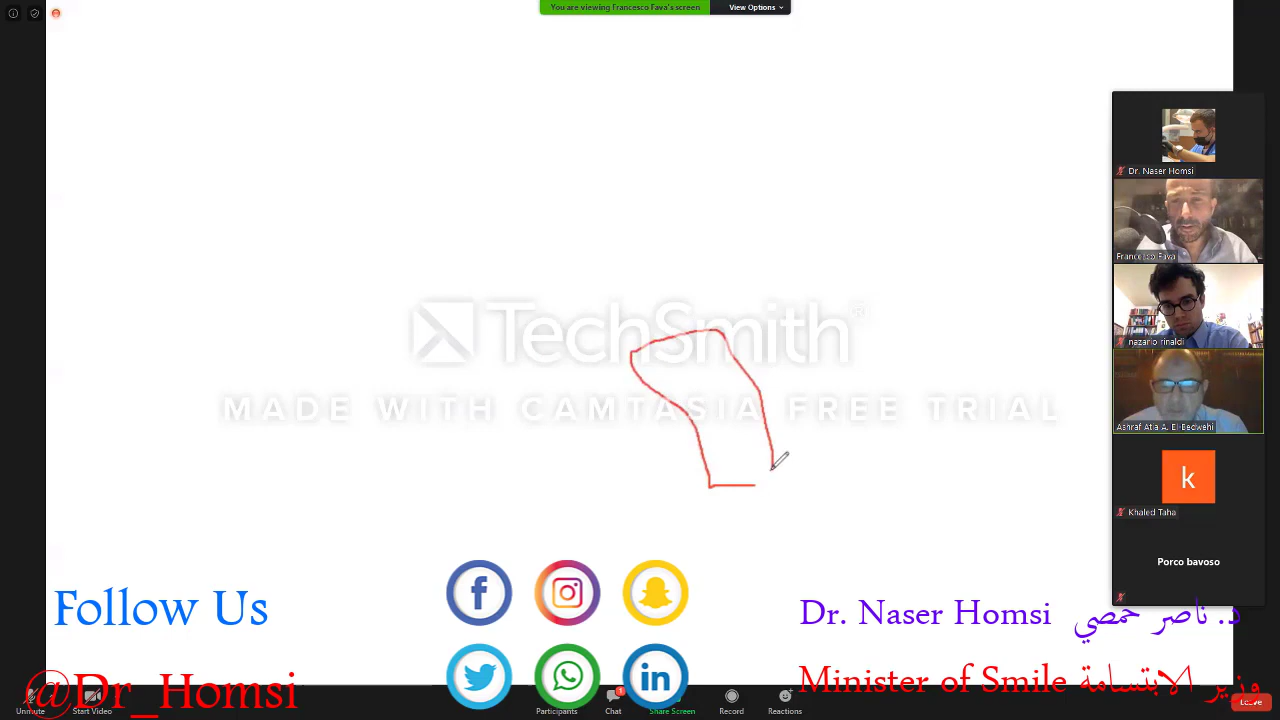 You are viewing Francesco Fava's screen
View Options
Dr. Naser Homsi
Francesco Fava
nazario rinaldi
Ashraf Atia A. El-Bedwehi
k
Khaled Taha
Porco bavoso
TechSmith®
MADE WITH CAMTASIA FREE TRIAL
Follow Us
Dr. Naser Homsi د. ناصر حمصي
@Dr_Homsi
Minister of Smile وزير الابتسامة
Unmute
Start Video
Participants
Chat
1
Share Screen
Record
Reactions
Leave